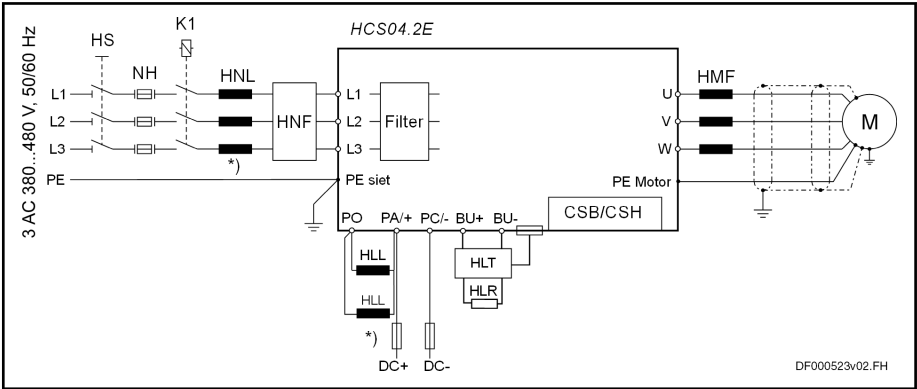 HCS04.2E
3 AC 380...480 V, 50/60 Hz
HS
K1
NH
HNL
HMF
L1
L2
L3
PE
*)
HNF
L1
L2
L3
Filter
PE siet
U
V
W
PE Motor
M
CSB/CSH
PO
PA/+
PC/-
BU+
BU-
HLL
HLL
*)
HLT
HLR
DC+
DC-
DF000523v02.FH